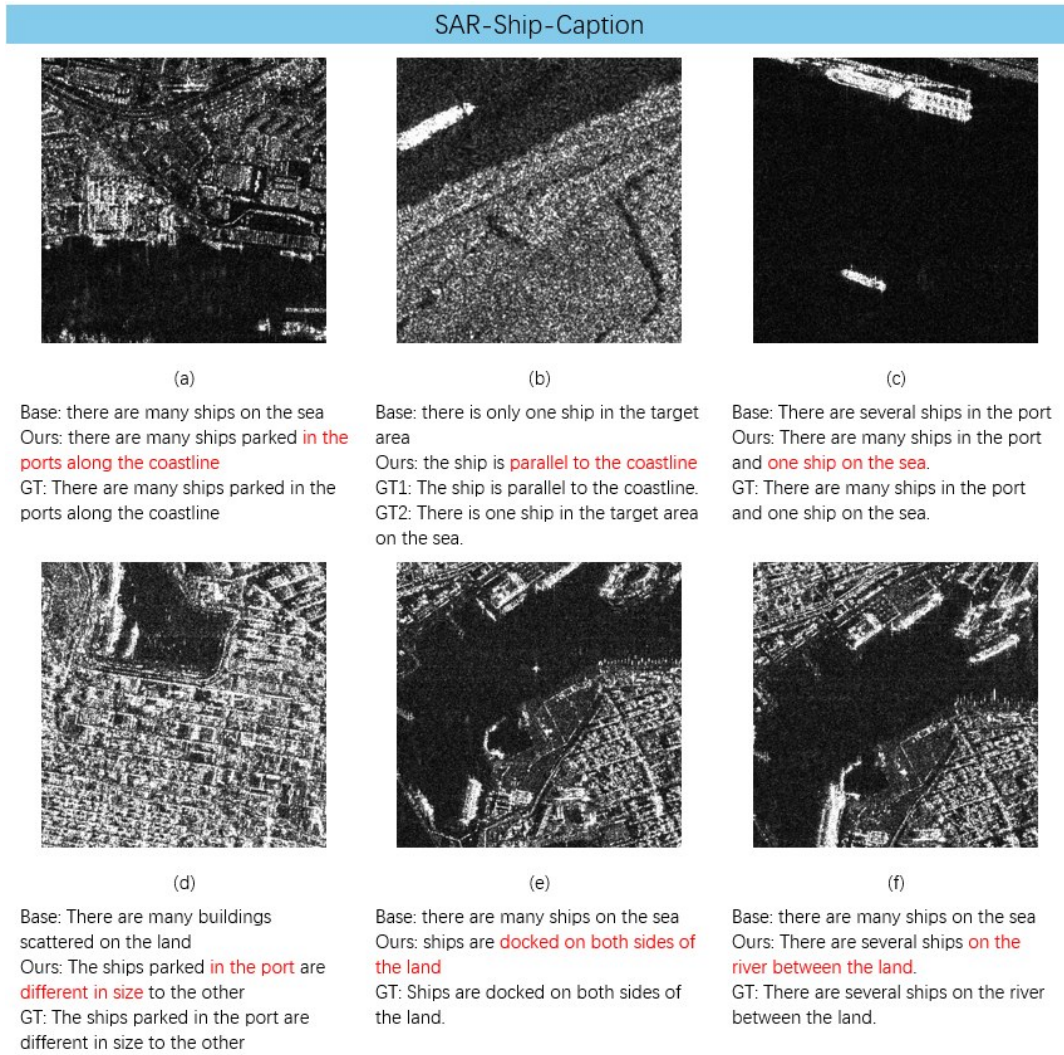 SAR-Ship-Caption
(a)
Base: there are many ships on the sea
Ours: there are many ships parked in the
ports along the coastline
GT: There are many ships parked in the
ports along the coastline
(b)
Base: there is only one ship in the target
area
Ours: the ship is parallel to the coastline
GT1: The ship is parallel to the coastline.
GT2: There is one ship in the target area
on the sea.
(c)
Base: There are several ships in the port
Ours: There are many ships in the port
and one ship on the sea.
GT: There are many ships in the port
and one ship on the sea.
(d)
Base: There are many buildings
scattered on the land
Ours: The ships parked in the port are
different in size to the other
GT: The ships parked in the port are
different in size to the other
(e)
Base: there are many ships on the sea
Ours: ships are docked on both sides of
the land
GT: Ships are docked on both sides of
the land.
(f)
Base: there are many ships on the sea
Ours: There are several ships on the
river between the land.
GT: There are several ships on the river
between the land.